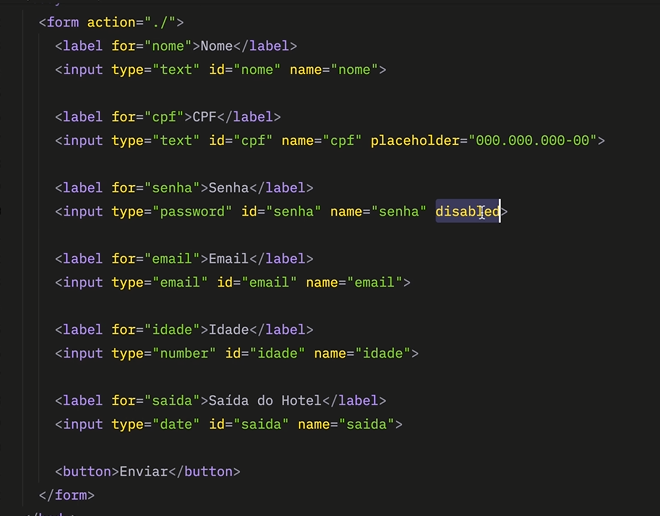 <form action="./">
<label for="nome">Nome</label>
<input type="text" id="nome" name="nome">
<label for="cpf">CPF</label>
<input type="text" id="cpf" name="cpf" placeholder="000.000.000-00">
<label for="senha">Senha</label>
<input type="password" id="senha" name="senha" disabled>
<label for="email">Email</label>
<input type="email" id="email" name="email">
<label for="idade">Idade</label>
<input type="number" id="idade" name="idade">
<label for="saida">Saída do Hotel</label>
<input type="date" id="saida" name="saida">
<button>Enviar</button>
</form>